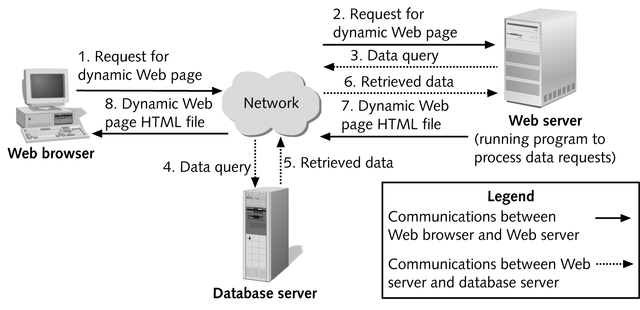 1. Request for
dynamic Web page
2. Request for
dynamic Web page
3. Data query
6. Retrieved data
7. Dynamic Web
page HTML file
8. Dynamic Web
page HTML file
Network
Web browser
Web server
(running program to
process data requests)
4. Data query
5. Retrieved data
Database server
Legend
Communications between
Web browser and Web server
Communications between Web
server and database server